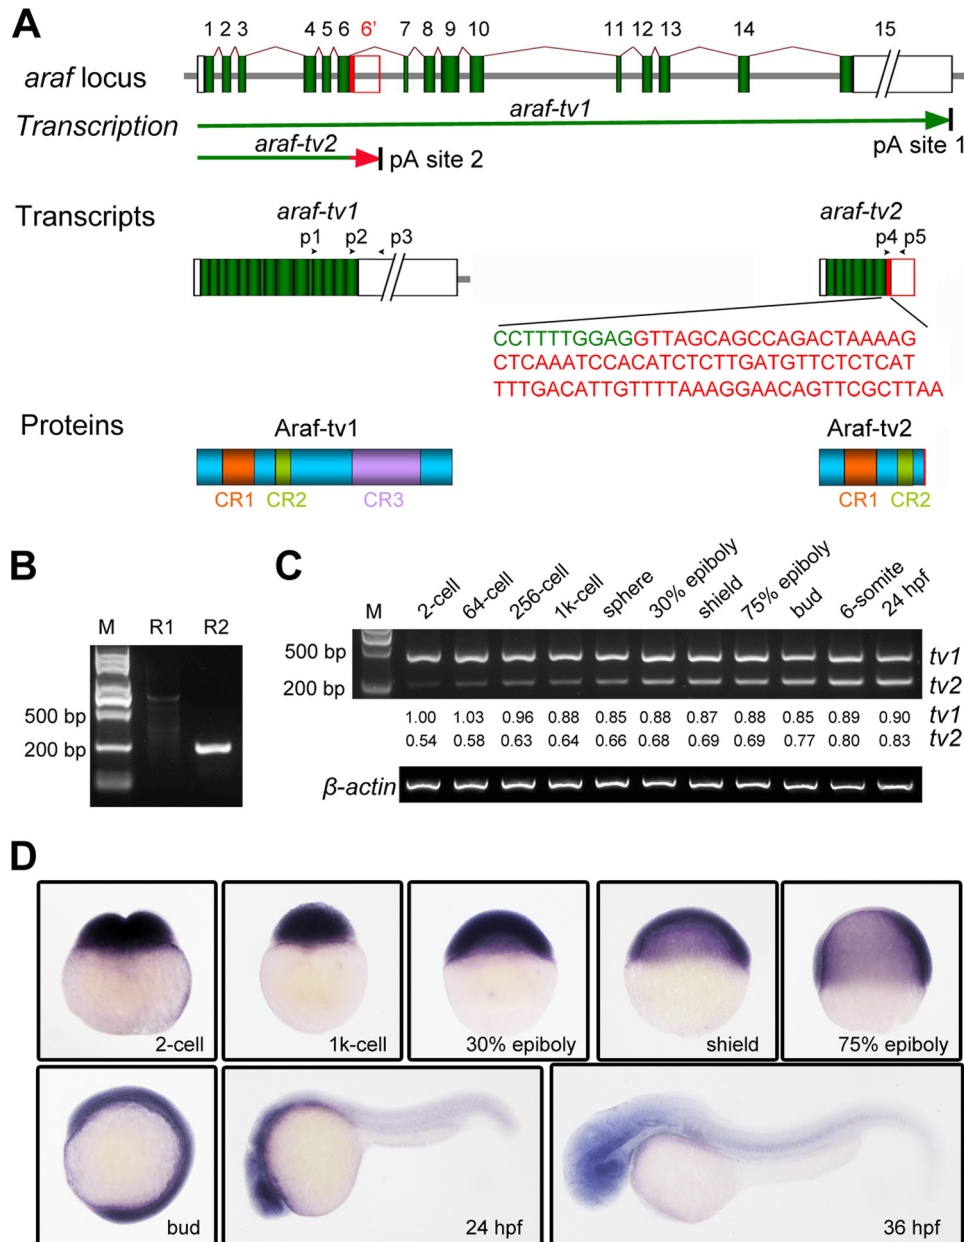 A
1 2 3 4 5 6 6’ 7 8 9 10 11 12 13 14 15
araf locus
araf-tv1
Transcription
araf-tv2
pA site 2
pA site 1
Transcripts
araf-tv1
araf-tv2
p1 p2 p3
p4 p5
CCTTTTGGAGGTTAGCAGCCAGACTAAAAG
CTCAAATCCACATCTCTTGATGTTCTCTCAT
TTTGACATTGTTTTAAAGGAACAGTTCGCTTAA
Proteins
Araf-tv1
Araf-tv2
CR1 CR2 CR3
CR1 CR2
B
M R1 R2
500 bp
200 bp
C
M 2-cell 64-cell 256-cell 1k-cell sphere 30% epiboly shield 75% epiboly bud 6-somite 24 hpf
500 bp
tv1
200 bp
tv2
1.00 1.03 0.96 0.88 0.85 0.88 0.87 0.88 0.85 0.89 0.90 tv1
0.54 0.58 0.63 0.64 0.66 0.68 0.69 0.69 0.77 0.80 0.83 tv2
β-actin
D
2-cell
1k-cell
30% epiboly
shield
75% epiboly
bud
24 hpf
36 hpf